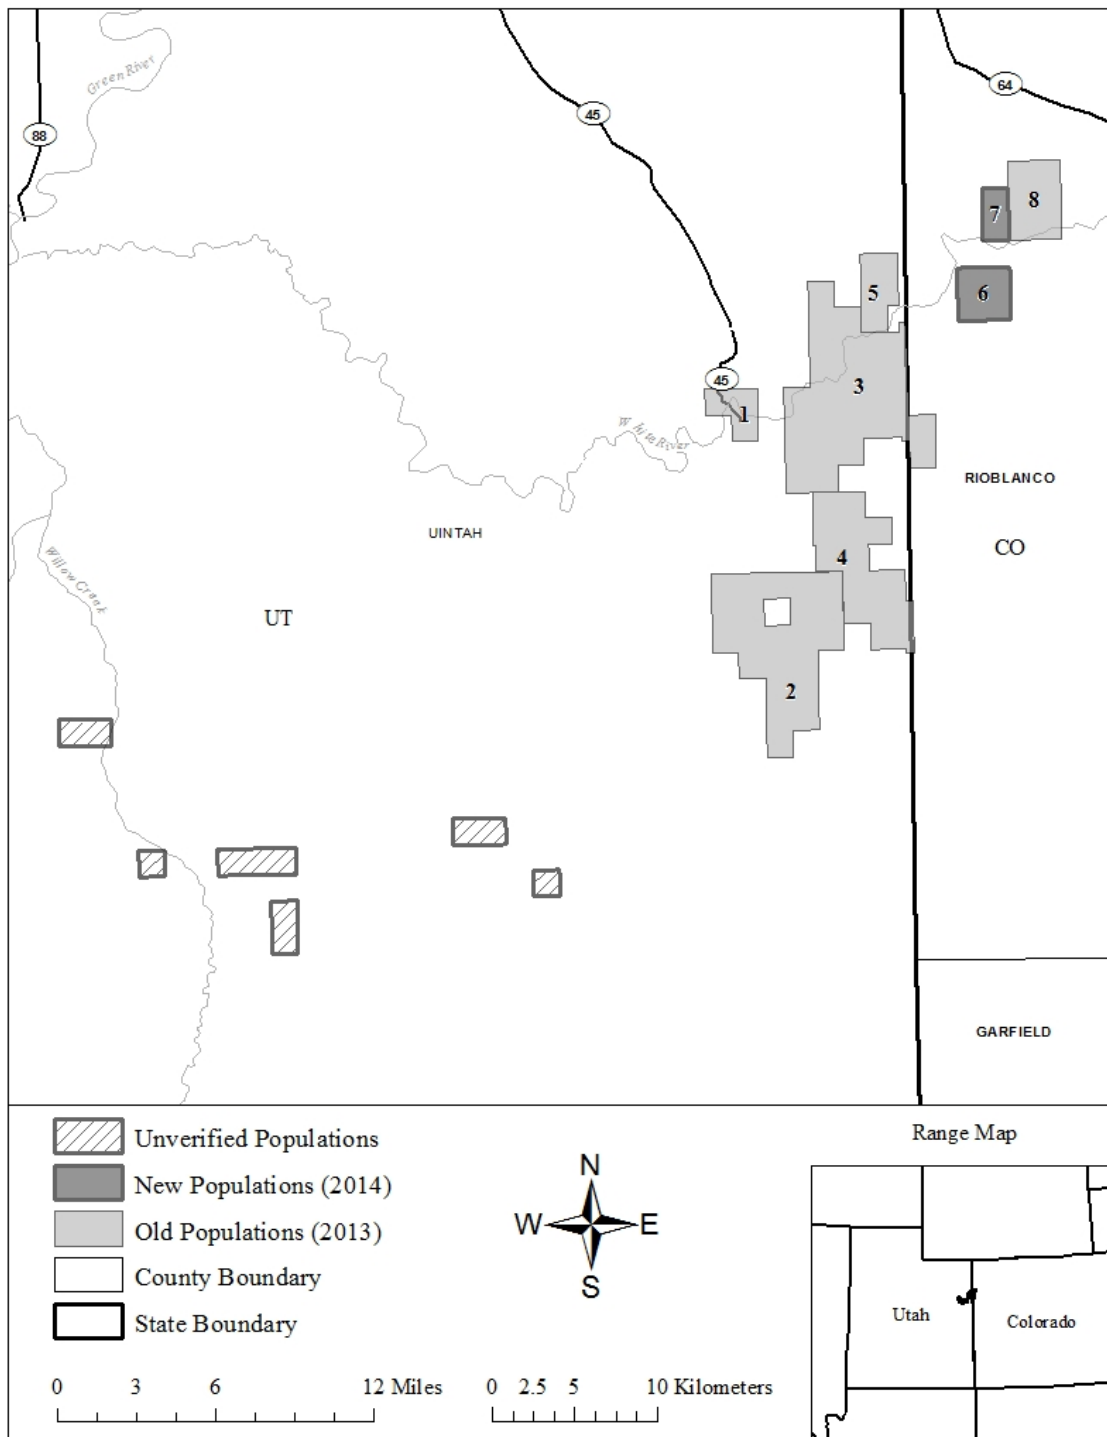 Green River
88
45
64
8
7
5
6
3
45
1
White River
RIOBLANCO
UINTAH
CO
4
Willow Creek
UT
2
GARFIELD
Unverified Populations
New Populations (2014)
Old Populations (2013)
County Boundary
State Boundary
N
W E
S
Range Map
Utah
Colorado
0 3 6 12 Miles
0 2.5 5 10 Kilometers